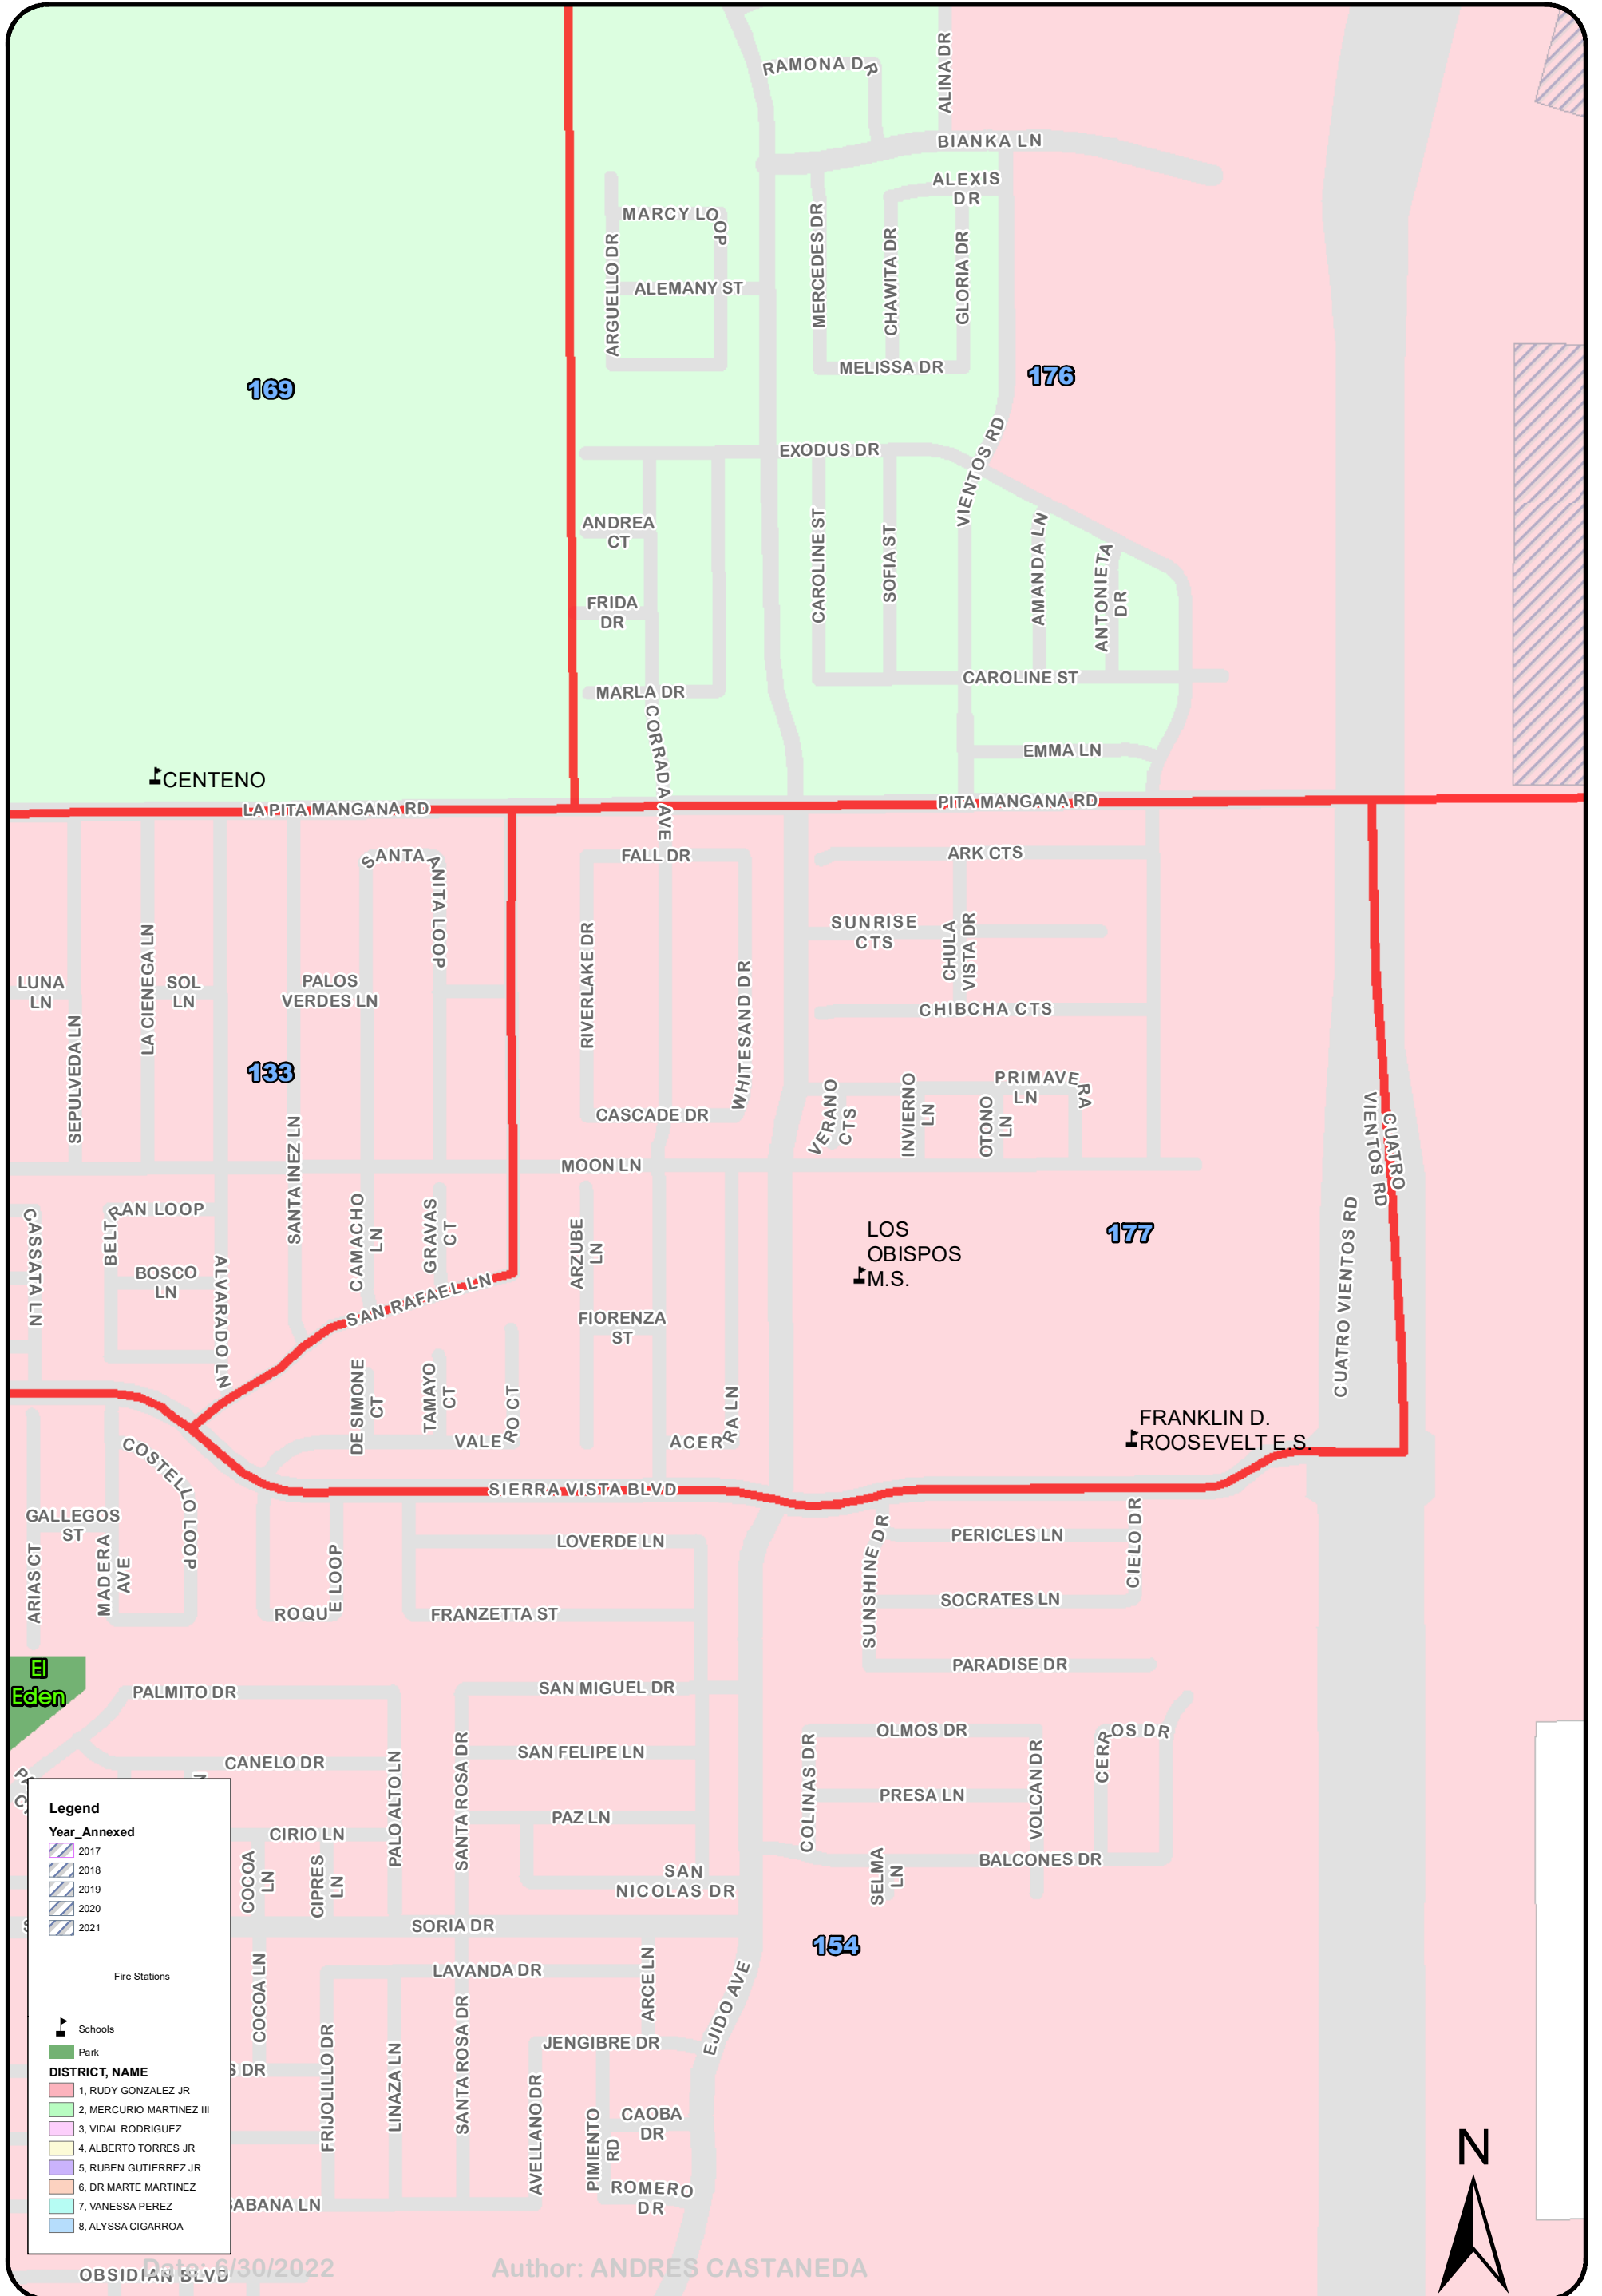 RAMONA DR
ALINA DR
BIANKA LN
ALEXIS
DR
MARCY LOOP
ARGUELLO DR
ALEMANY ST
MERCEDES DR
CHAWITA DR
GLORIA DR
MELISSA DR
169
176
EXODUS DR
VIENTOS RD
ANDREA
CT
CAROLINE ST
SOFIA ST
AMANDA LN
ANTONIETA
DR
FRIDA
DR
MARLA DR
CAROLINE ST
CORRADA AVE
EMMA LN
CENTENO
LA PITA MANGANA RD
PITA MANGANA RD
SANTA ANITA LOOP
FALL DR
ARK CTS
SUNRISE
CTS
CHULA
VISTA DR
LUNA
LN
LA CIENEGA LN
SOL
LN
PALOS
VERDES LN
RIVERLAKE DR
WHITESAND DR
CHIBCHA CTS
SEPULVEDA LN
133
PRIMAVERA
LN
VERANO
CTS
INVIERNO
LN
OTONO
LN
CASCADE DR
CUATRO
VIENTOS RD
MOON LN
SANTA INEZ LN
CASSATA LN
BELTRAN LOOP
CAMACHO
LN
GRAVAS
CT
ARZUBE
LN
LOS
OBISPOS
M.S.
177
BOSCO
LN
ALVARADO LN
SAN RAFAEL LN
FIORENZA
ST
CUATRO VIENTOS RD
DE SIMONE
CT
TAMAYO
CT
VALERO CT
ACERRA LN
FRANKLIN D.
ROOSEVELT E.S.
COSTELLO LOOP
SIERRA VISTA BLVD
GALLEGOS
ST
ARIAS CT
MADERA
AVE
ROQUE LOOP
LOVERDE LN
SUNSHINE DR
PERICLES LN
CIELO DR
FRANZETTA ST
SOCRATES LN
El
Eden
PARADISE DR
PALMITO DR
SAN MIGUEL DR
OLMOS DR
CERROS DR
CANELO DR
PALO ALTO LN
SANTA ROSA DR
SAN FELIPE LN
COLINAS DR
PRESA LN
VOLCAN DR
CIRIO LN
PAZ LN
COCOA
LN
CIPRES
LN
SAN
NICOLAS DR
SELMA
LN
BALCONES DR
SORIA DR
154
COCOA LN
LAVANDA DR
ARCE LN
EJIDO AVE
FRIJOLILLO DR
LINAZA LN
SANTA ROSA DR
JENGIBRE DR
S DR
AVELLANO DR
PIMIENTO
RD
CAOBA
DR
ROMERO
DR
ABANA LN
OBSIDIAN BLVD
Legend
Year_Annexed
2017
2018
2019
2020
2021
Fire Stations
Schools
Park
DISTRICT, NAME
1, RUDY GONZALEZ JR
2, MERCURIO MARTINEZ III
3, VIDAL RODRIGUEZ
4, ALBERTO TORRES JR
5, RUBEN GUTIERREZ JR
6, DR MARTE MARTINEZ
7, VANESSA PEREZ
8, ALYSSA CIGARROA
N
Date: 6/30/2022
Author: ANDRES CASTANEDA